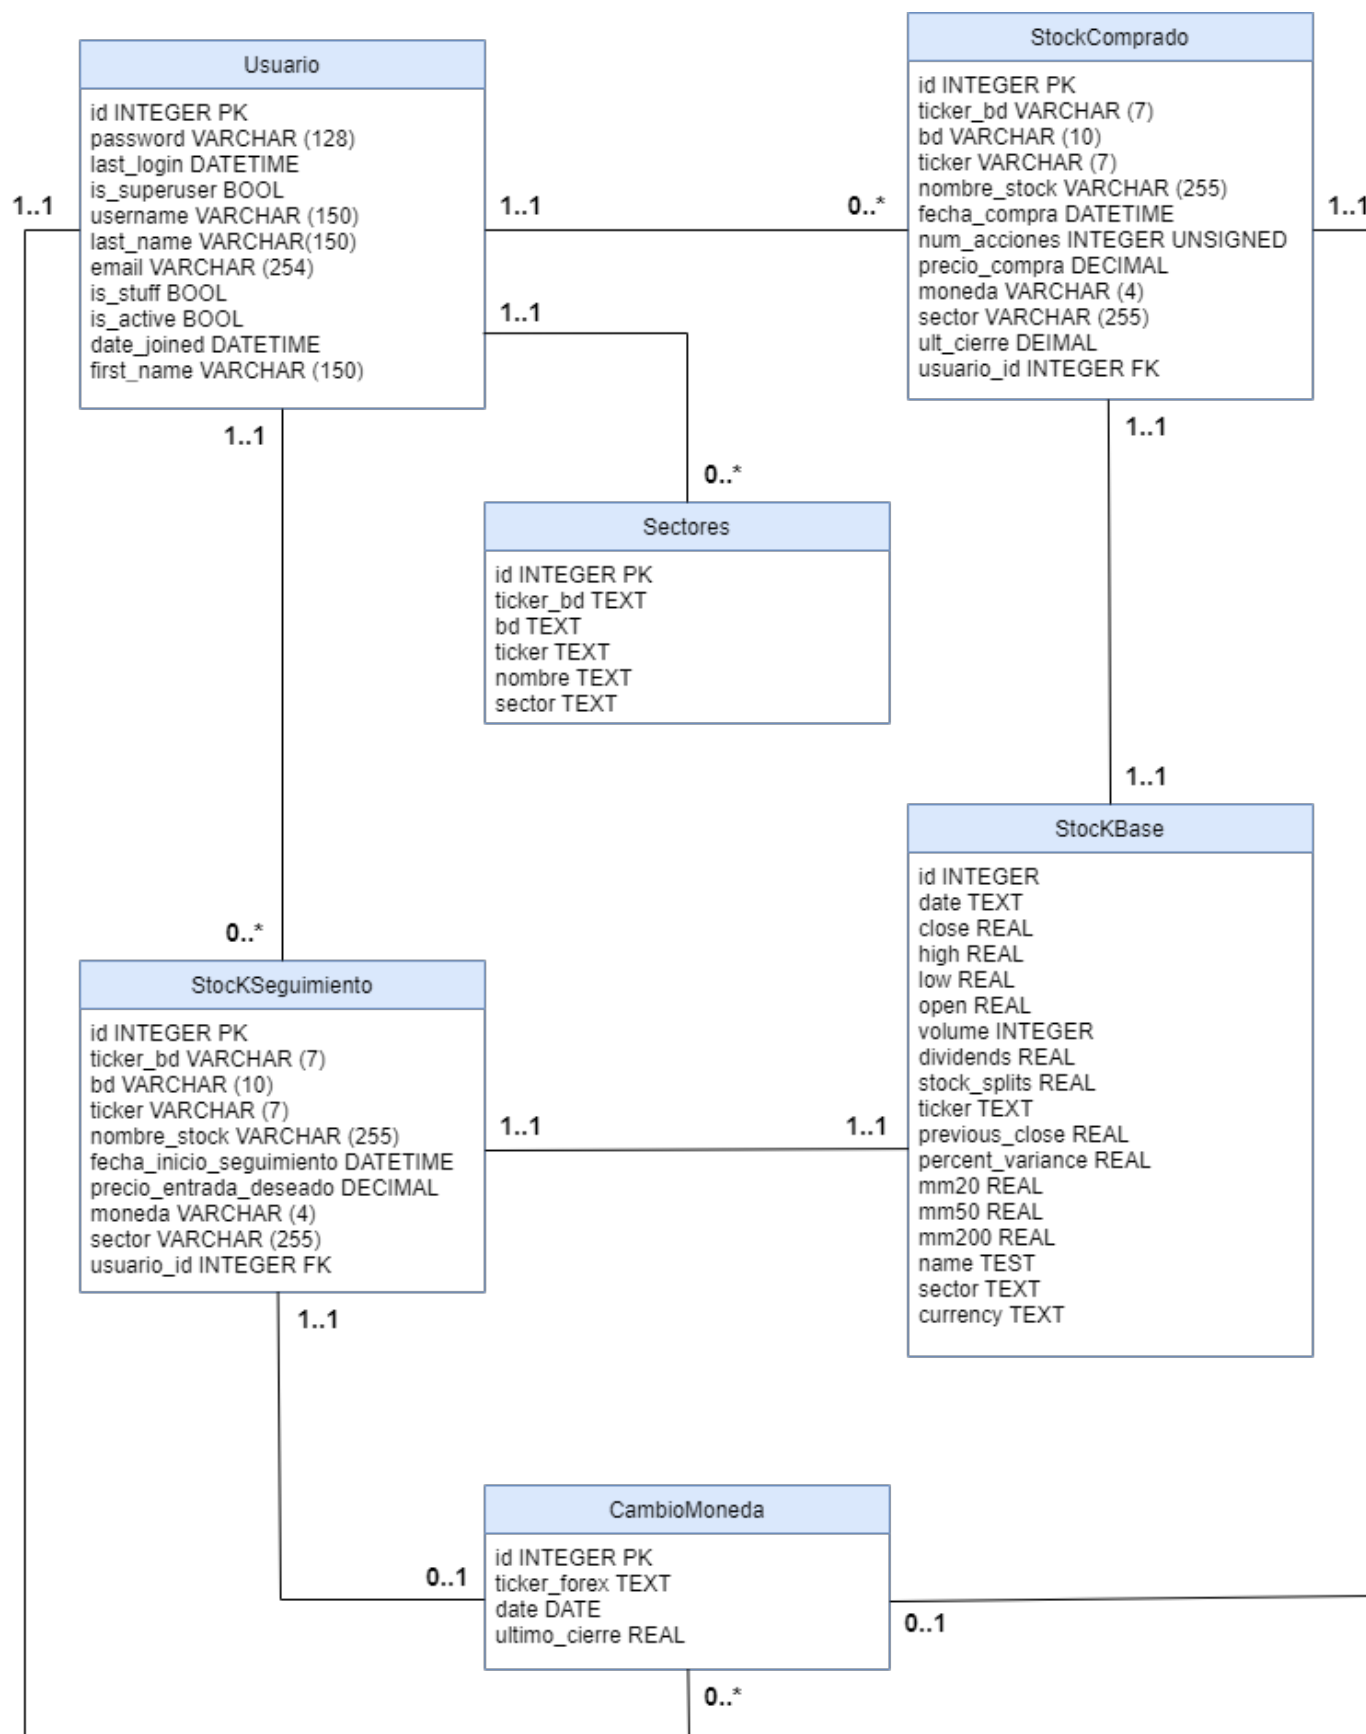 Usuario
id INTEGER PK
password VARCHAR (128)
last_login DATETIME
is_superuser BOOL
username VARCHAR (150)
last_name VARCHAR(150)
email VARCHAR (254)
is_stuff BOOL
is_active BOOL
date_joined DATETIME
first_name VARCHAR (150)
StockComprado
id INTEGER PK
ticker_bd VARCHAR (7)
bd VARCHAR (10)
ticker VARCHAR (7)
nombre_stock VARCHAR (255)
fecha_compra DATETIME
num_acciones INTEGER UNSIGNED
precio_compra DECIMAL
moneda VARCHAR (4)
sector VARCHAR (255)
ult_cierre DEIMAL
usuario_id INTEGER FK
1..1
1..1
0..*
1..1
1..1
1..1
1..1
0..*
Sectores
id INTEGER PK
ticker_bd TEXT
bd TEXT
ticker TEXT
nombre TEXT
sector TEXT
1..1
StocKBase
id INTEGER
date TEXT
close REAL
high REAL
low REAL
open REAL
volume INTEGER
dividends REAL
stock_splits REAL
ticker TEXT
previous_close REAL
percent_variance REAL
mm20 REAL
mm50 REAL
mm200 REAL
name TEST
sector TEXT
currency TEXT
0..*
StocKSeguimiento
id INTEGER PK
ticker_bd VARCHAR (7)
bd VARCHAR (10)
ticker VARCHAR (7)
nombre_stock VARCHAR (255)
fecha_inicio_seguimiento DATETIME
precio_entrada_deseado DECIMAL
moneda VARCHAR (4)
sector VARCHAR (255)
usuario_id INTEGER FK
1..1
1..1
1..1
CambioMoneda
id INTEGER PK
ticker_forex TEXT
date DATE
ultimo_cierre REAL
0..1
0..1
0..*